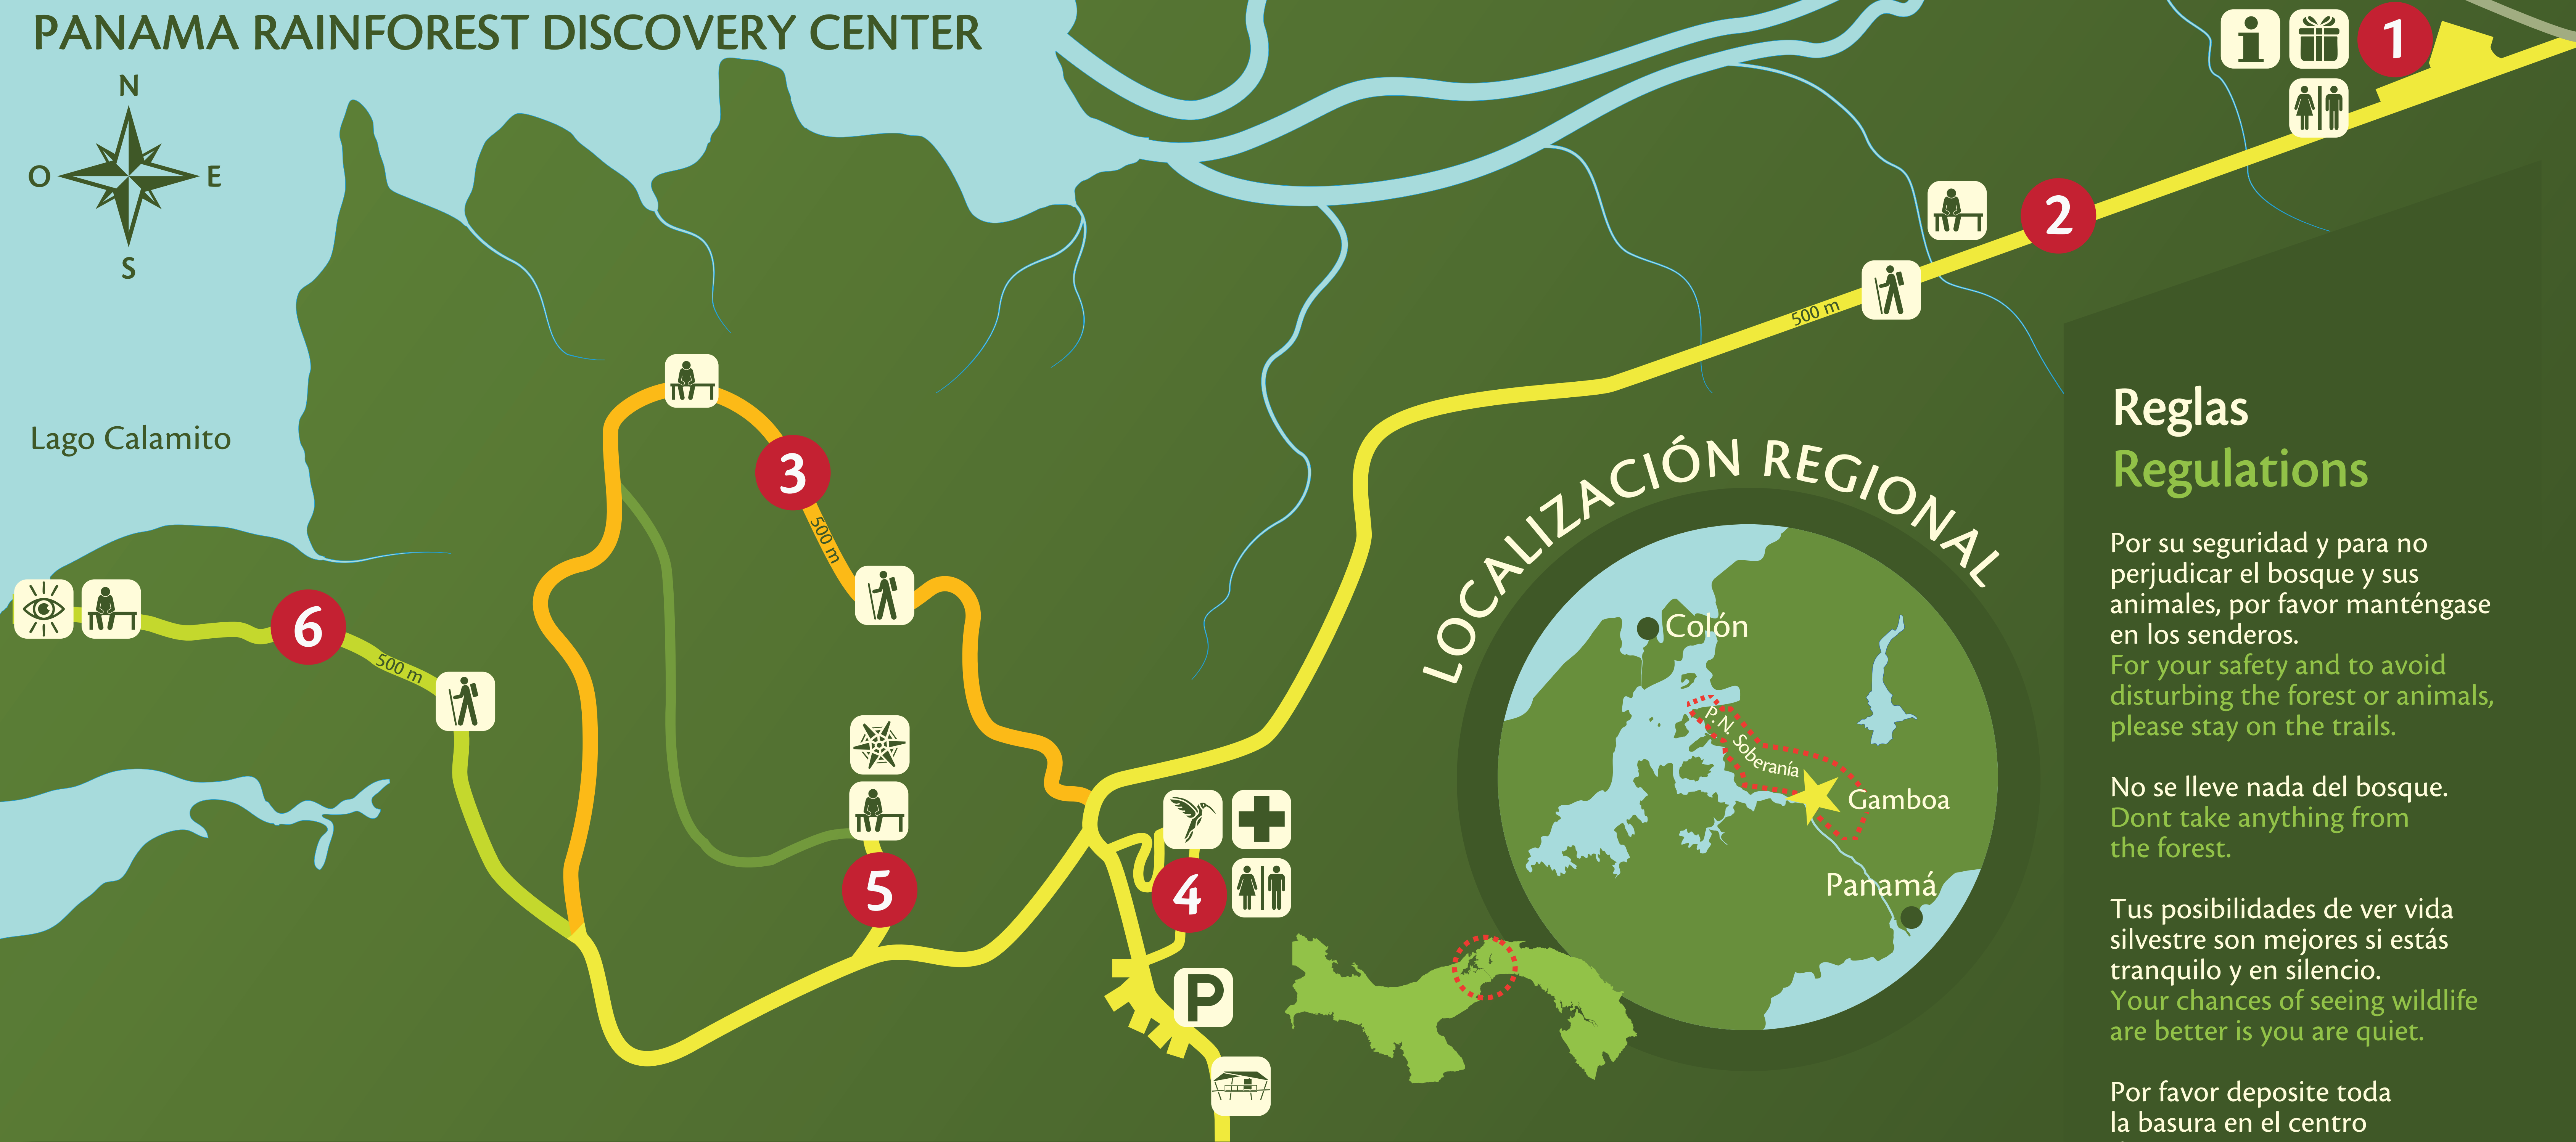 PANAMA RAINFOREST DISCOVERY CENTER
N
O
E
S
1
2
500 m
3
500 m
Lago Calamito
6
500 m
5
4
P
LOCALIZACIÓN REGIONAL
Colón
P. N. Soberanía
Gamboa
Panamá
Reglas
Regulations
Por su seguridad y para no
perjudicar el bosque y sus
animales, por favor manténgase
en los senderos.
For your safety and to avoid
disturbing the forest or animals,
please stay on the trails.
No se lleve nada del bosque.
Dont take anything from
the forest.
Tus posibilidades de ver vida
silvestre son mejores si estás
tranquilo y en silencio.
Your chances of seeing wildlife
are better is you are quiet.
Por favor deposite toda
la basura en el centro